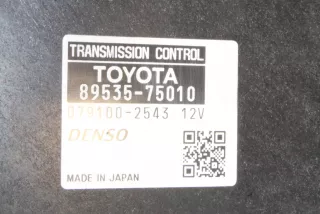 TRANSMISSION CONTROL
TOYOTA
89535-75010
079100-2543 12V
DENSO
MADE IN JAPAN